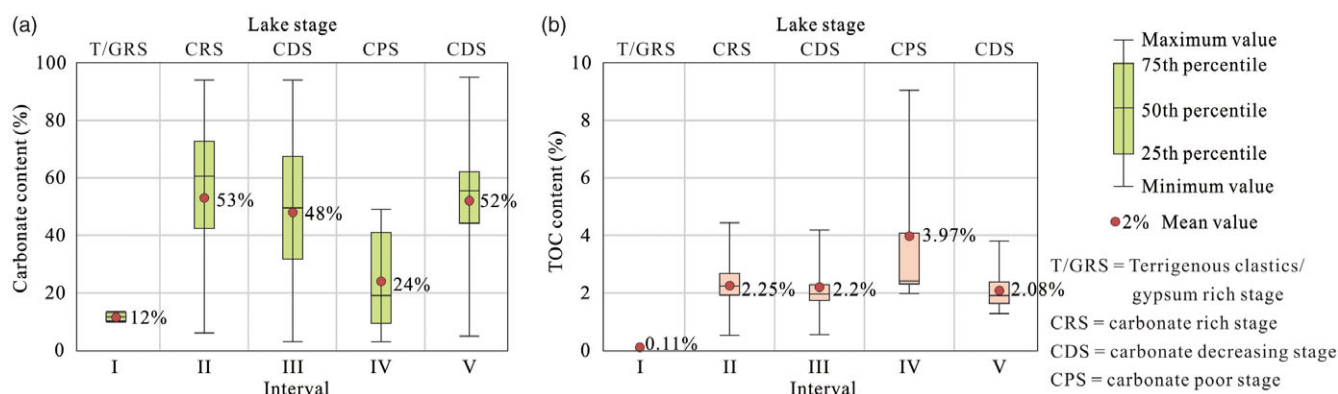 (a)
Lake stage
T/GRS CRS CDS CPS CDS
100
80
60
40
20
0
Carbonate content (%)
12%
53%
48%
24%
52%
I II III IV V
Interval
(b)
Lake stage
T/GRS CRS CDS CPS CDS
10
8
6
4
2
0
TOC content (%)
0.11%
2.25%
2.2%
3.97%
2.08%
I II III IV V
Interval
Maximum value
75th percentile
50th percentile
25th percentile
Minimum value
2% Mean value
T/GRS = Terrigenous clastics/
gypsum rich stage
CRS = carbonate rich stage
CDS = carbonate decreasing stage
CPS = carbonate poor stage